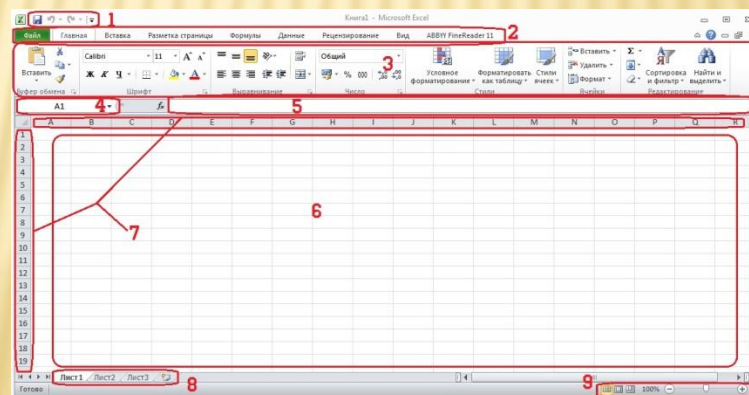 1
Книга1 - Microsoft Excel
Файл Главная Вставка Разметка страницы Формулы Данные Рецензирование Вид ABBYY FineReader 11 2
Вставить
Calibri 11 A A
Ж К Ч А
Общий 3
% 000
Условное форматирование
Форматировать как таблицу
Стили ячеек
Вставить
Удалить
Формат
Σ
Сортировка и фильтр
Найти и выделить
Буфер обмена Шрифт Выравнивание Число Стили Ячейки Редактирование
A1 4 fx 5
A B C D E F G H I J K L M N O P Q R
1
2
3
4
5
6
7
8
9
10
11
12
13
14
15
16
17
18
19
6
7
Лист1 Лист2 Лист3 8
Готово 9 100%